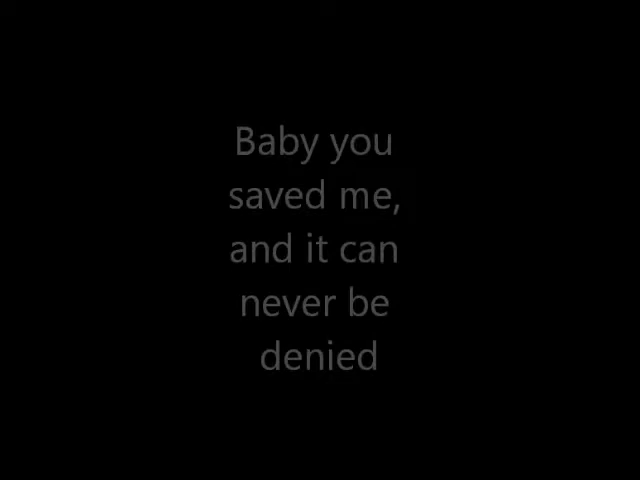 Baby you
saved me,
and it can
never be
denied